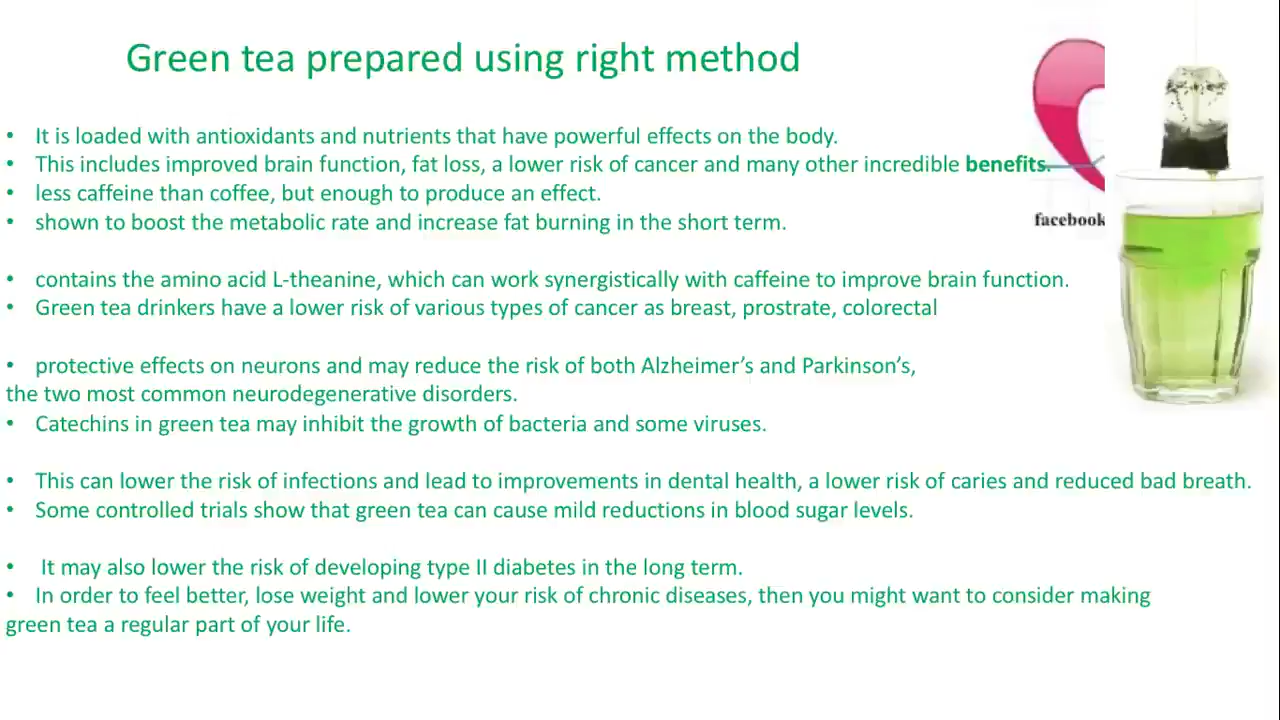 Green tea prepared using right method
• It is loaded with antioxidants and nutrients that have powerful effects on the body.
• This includes improved brain function, fat loss, a lower risk of cancer and many other incredible benefits.
• less caffeine than coffee, but enough to produce an effect.
facebook
• shown to boost the metabolic rate and increase fat burning in the short term.
• contains the amino acid L-theanine, which can work synergistically with caffeine to improve brain function.
• Green tea drinkers have a lower risk of various types of cancer as breast, prostrate, colorectal
• protective effects on neurons and may reduce the risk of both Alzheimer’s and Parkinson’s,
the two most common neurodegenerative disorders.
• Catechins in green tea may inhibit the growth of bacteria and some viruses.
• This can lower the risk of infections and lead to improvements in dental health, a lower risk of caries and reduced bad breath.
• Some controlled trials show that green tea can cause mild reductions in blood sugar levels.
• It may also lower the risk of developing type II diabetes in the long term.
• In order to feel better, lose weight and lower your risk of chronic diseases, then you might want to consider making
green tea a regular part of your life.